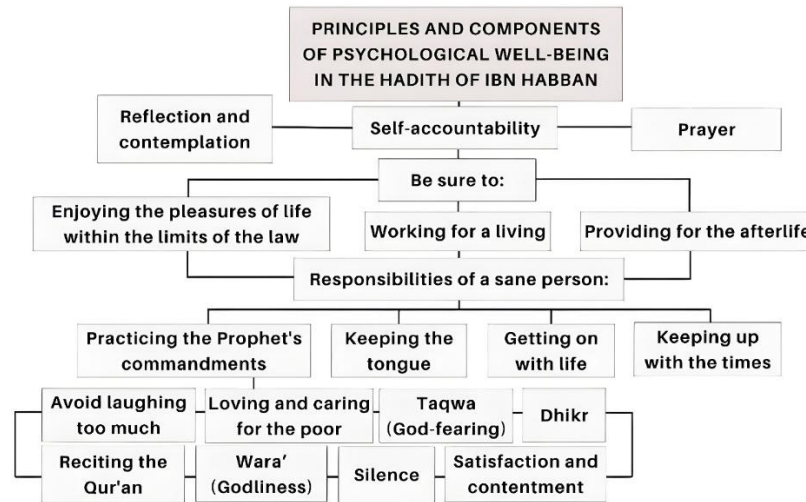 PRINCIPLES AND COMPONENTS
OF PSYCHOLOGICAL WELL-BEING
IN THE HADITH OF IBN HABBAN
Reflection and
contemplation
Self-accountability
Prayer
Be sure to:
Enjoying the pleasures of life
within the limits of the law
Working for a living
Providing for the afterlife
Responsibilities of a sane person:
Practicing the Prophet's
commandments
Keeping the
tongue
Getting on
with life
Keeping up
with the times
Avoid laughing
too much
Loving and caring
for the poor
Taqwa
(God-fearing)
Dhikr
Reciting the
Qur'an
Wara’
(Godliness)
Silence
Satisfaction and
contentment